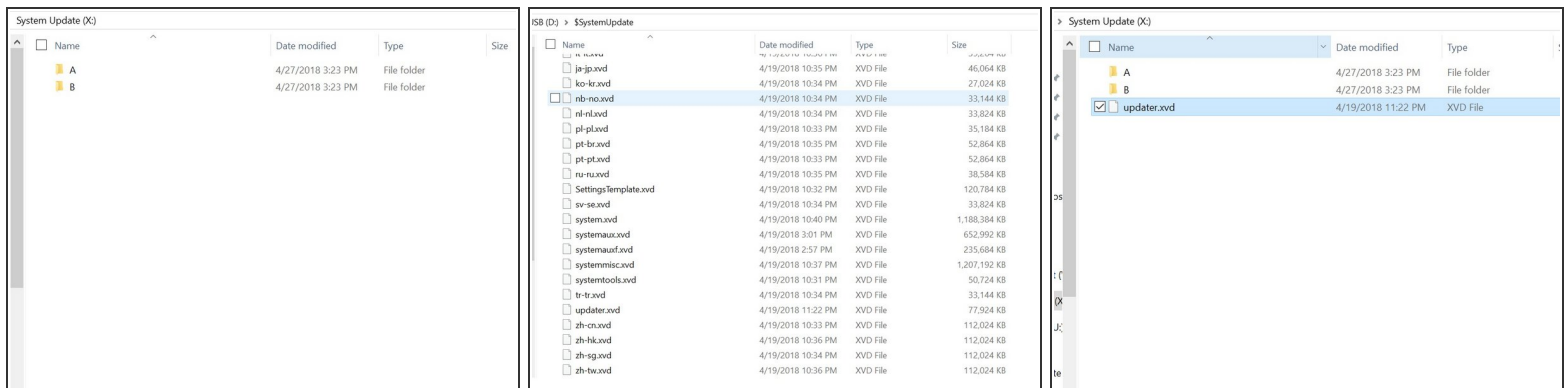 System Update (X:)
Name Date modified Type Size
A 4/27/2018 3:23 PM File folder
B 4/27/2018 3:23 PM File folder
SB (D:) > $SystemUpdate
Name Date modified Type Size
ja-jp.xvd 4/19/2018 10:35 PM XVD File 46,064 KB
ko-kr.xvd 4/19/2018 10:34 PM XVD File 27,024 KB
nb-no.xvd 4/19/2018 10:34 PM XVD File 33,144 KB
nl-nl.xvd 4/19/2018 10:34 PM XVD File 33,824 KB
pl-pl.xvd 4/19/2018 10:33 PM XVD File 35,184 KB
pt-br.xvd 4/19/2018 10:35 PM XVD File 52,864 KB
pt-pt.xvd 4/19/2018 10:33 PM XVD File 52,864 KB
ru-ru.xvd 4/19/2018 10:35 PM XVD File 38,584 KB
SettingsTemplate.xvd 4/19/2018 10:32 PM XVD File 120,784 KB
sv-se.xvd 4/19/2018 10:34 PM XVD File 33,824 KB
system.xvd 4/19/2018 10:40 PM XVD File 1,188,384 KB
systemaux.xvd 4/19/2018 3:01 PM XVD File 652,992 KB
systemauxf.xvd 4/19/2018 2:57 PM XVD File 235,684 KB
systemmisc.xvd 4/19/2018 10:37 PM XVD File 1,207,192 KB
systemtools.xvd 4/19/2018 10:31 PM XVD File 50,724 KB
tr-tr.xvd 4/19/2018 10:34 PM XVD File 33,144 KB
updater.xvd 4/19/2018 11:22 PM XVD File 77,924 KB
zh-cn.xvd 4/19/2018 10:33 PM XVD File 112,024 KB
zh-hk.xvd 4/19/2018 10:36 PM XVD File 112,024 KB
zh-sg.xvd 4/19/2018 10:34 PM XVD File 112,024 KB
zh-tw.xvd 4/19/2018 10:36 PM XVD File 112,024 KB
> System Update (X:)
Name Date modified Type
A 4/27/2018 3:23 PM File folder
B 4/27/2018 3:23 PM File folder
updater.xvd 4/19/2018 11:22 PM XVD File